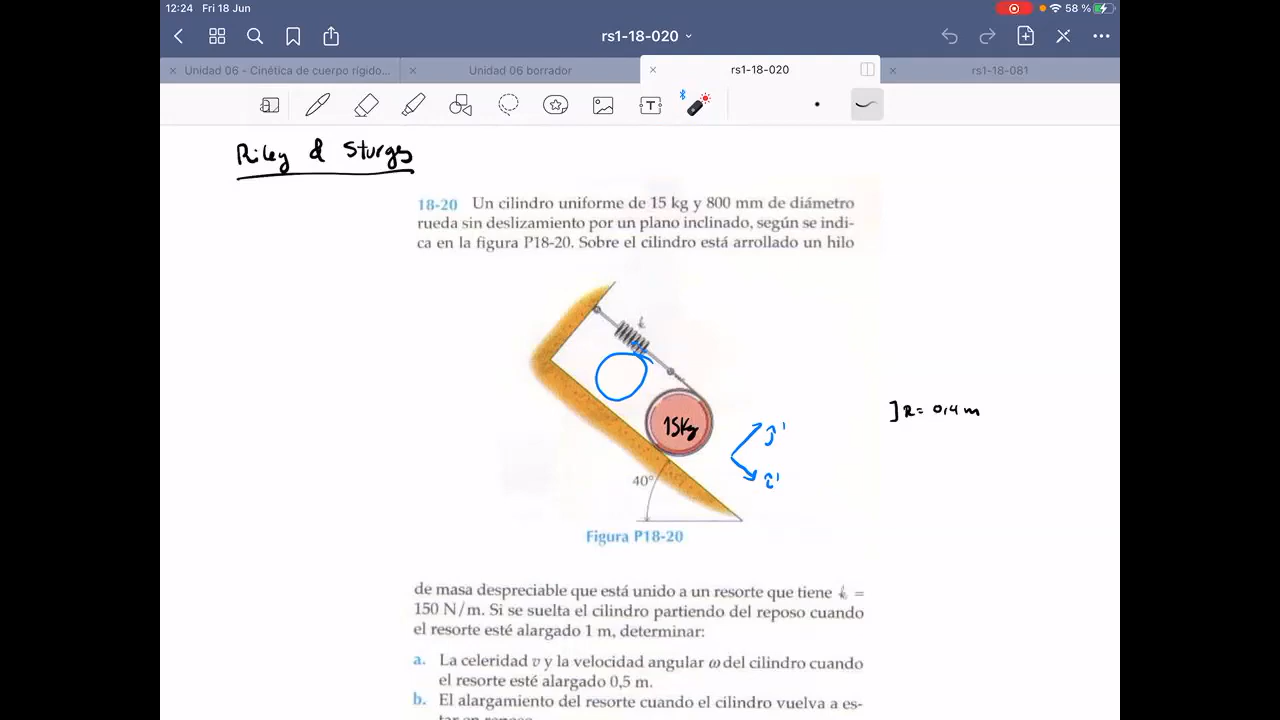 12:24 Fri 18 Jun
58 %
rs1-18-020
Unidad 06 - Cinética de cuerpo rígido...
Unidad 06 borrador
rs1-18-020
rs1-18-081
Riley & Sturges
18-20 Un cilindro uniforme de 15 kg y 800 mm de diámetro
rueda sin deslizamiento por un plano inclinado, según se indi-
ca en la figura P18-20. Sobre el cilindro está arrollado un hilo
k
15Kg
] R = 0,4 m
j'
i'
40°
Figura P18-20
de masa despreciable que está unido a un resorte que tiene k =
150 N/m. Si se suelta el cilindro partiendo del reposo cuando
el resorte esté alargado 1 m, determinar:
a. La celeridad v y la velocidad angular ω del cilindro cuando
el resorte esté alargado 0,5 m.
b. El alargamiento del resorte cuando el cilindro vuelva a es-
tar en reposo.